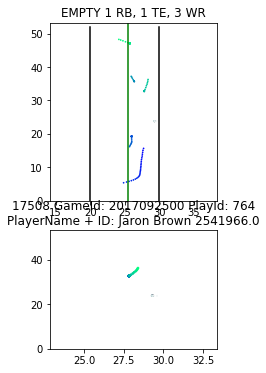 EMPTY 1 RB, 1 TE, 3 WR
50
40
30
20
10
0
15 20 25 30 35
17508 GameId: 2017092500 PlayId: 764
PlayerName + ID: Jaron Brown 2541966.0
40
20
0
25.0 27.5 30.0 32.5